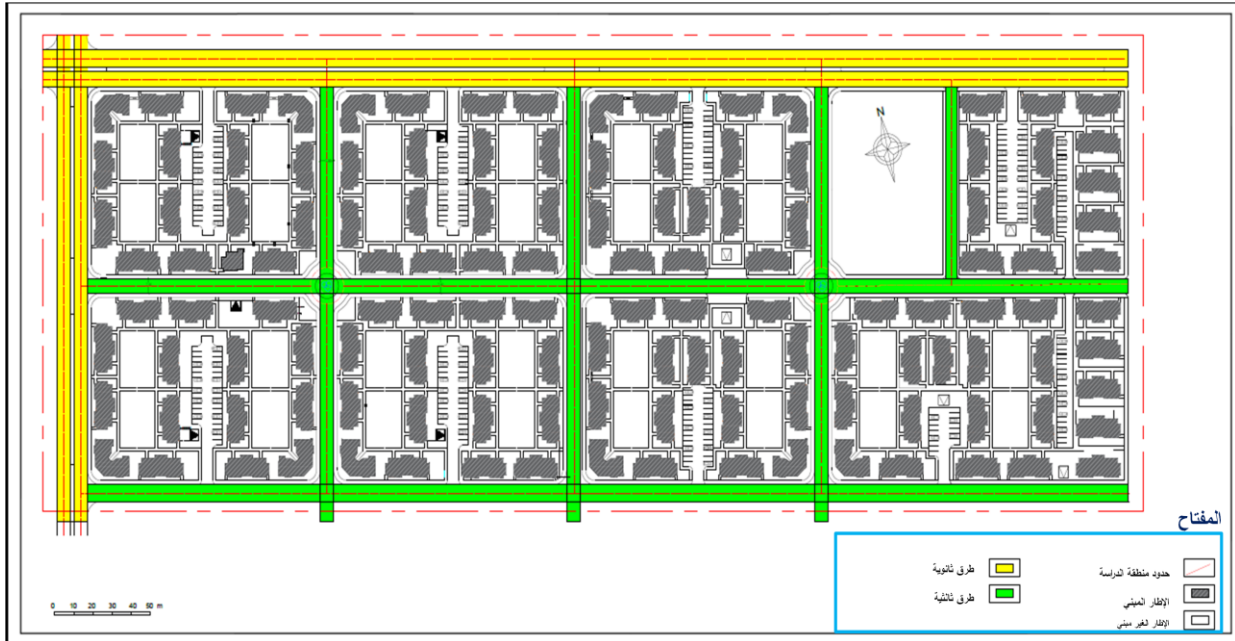 N
المفتاح
حدود منطقة الدراسة
طرق ثانوية
الإطار المبني
طرق ثالثية
الإطار الغير مبني
0 10 20 30 40 50 m